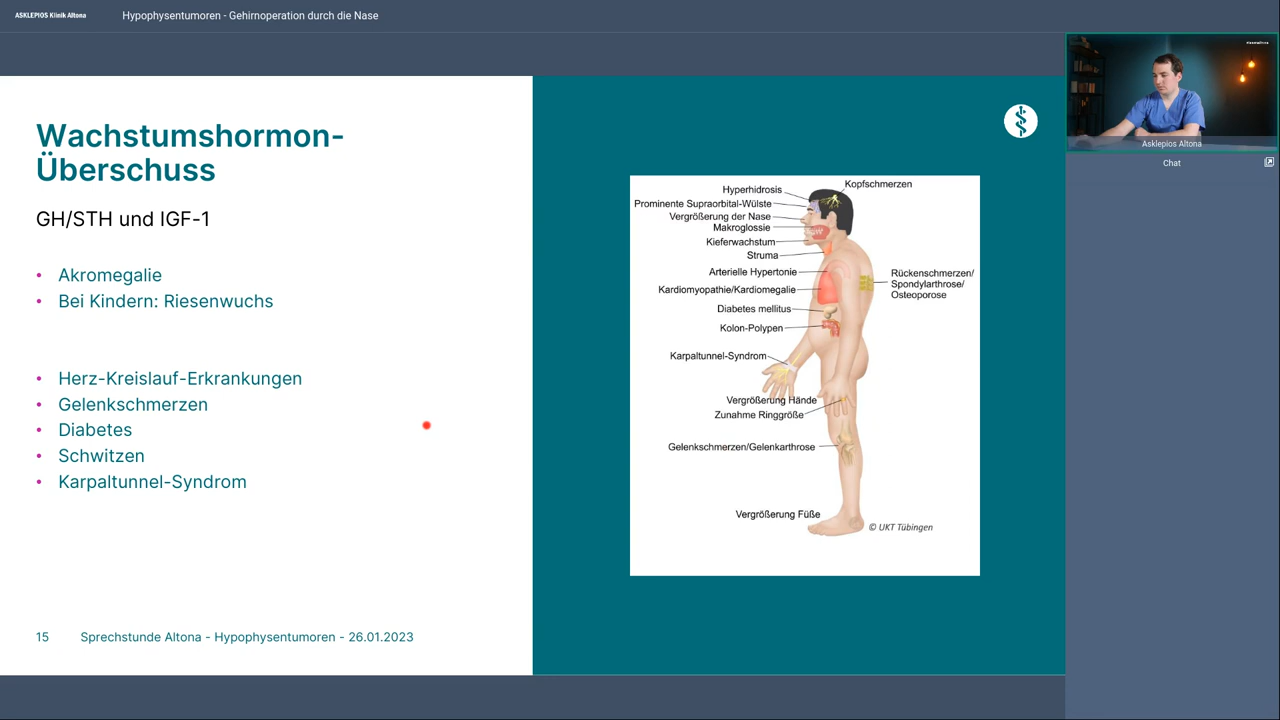 ASKLEPIOS Klinik Altona
Hypophysentumoren - Gehirnoperation durch die Nase
Wachstumshormon-
Überschuss
GH/STH und IGF-1
• Akromegalie
• Bei Kindern: Riesenwuchs
• Herz-Kreislauf-Erkrankungen
• Gelenkschmerzen
• Diabetes
• Schwitzen
• Karpaltunnel-Syndrom
15 Sprechstunde Altona - Hypophysentumoren - 26.01.2023
Kopfschmerzen
Hyperhidrosis
Prominente Supraorbital-Wülste
Vergrößerung der Nase
Makroglossie
Kieferwachstum
Struma
Arterielle Hypertonie
Kardiomyopathie/Kardiomegalie
Diabetes mellitus
Kolon-Polypen
Karpaltunnel-Syndrom
Vergrößerung Hände
Zunahme Ringgröße
Gelenkschmerzen/Gelenkarthrose
Vergrößerung Füße
Rückenschmerzen/
Spondylarthrose/
Osteoporose
© UKT Tübingen
Asklepios Altona
Chat